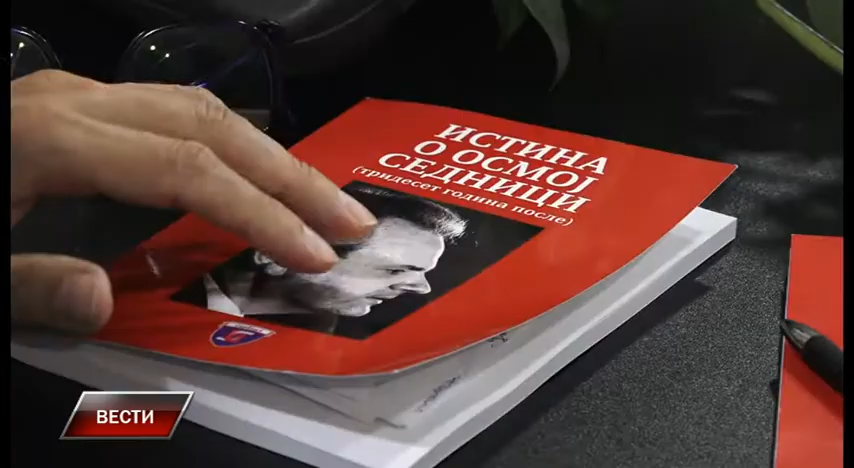 ИСТИНА
О ОСМОЈ
СЕДНИЦИ
(тридесет година после)
ВЕСТИ